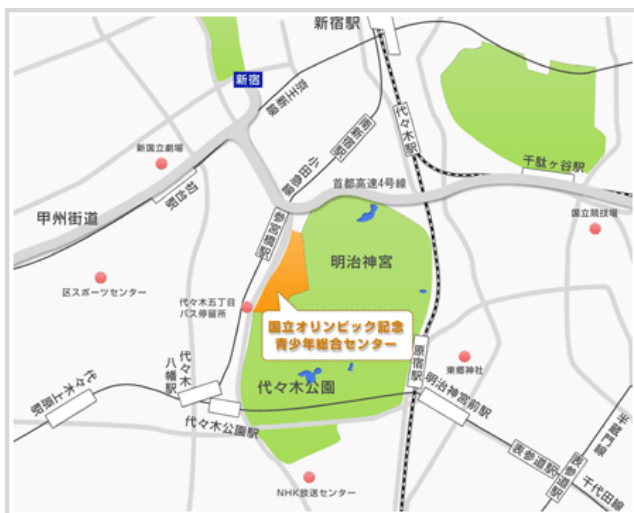 新宿駅
新宿
京王新線
南新宿駅
代々木駅
新国立劇場
初台駅
小田急線
首都高速4号線
千駄ヶ谷駅
甲州街道
参宮橋駅
国立競技場
明治神宮
区スポーツセンター
代々木五丁目
バス停留所
国立オリンピック記念
青少年総合センター
原宿駅
東郷神社
代々木
八幡駅
代々木公園
明治神宮前駅
代々木上原駅
代々木公園駅
半蔵門線
表参道駅
表参道駅
千代田線
NHK放送センター